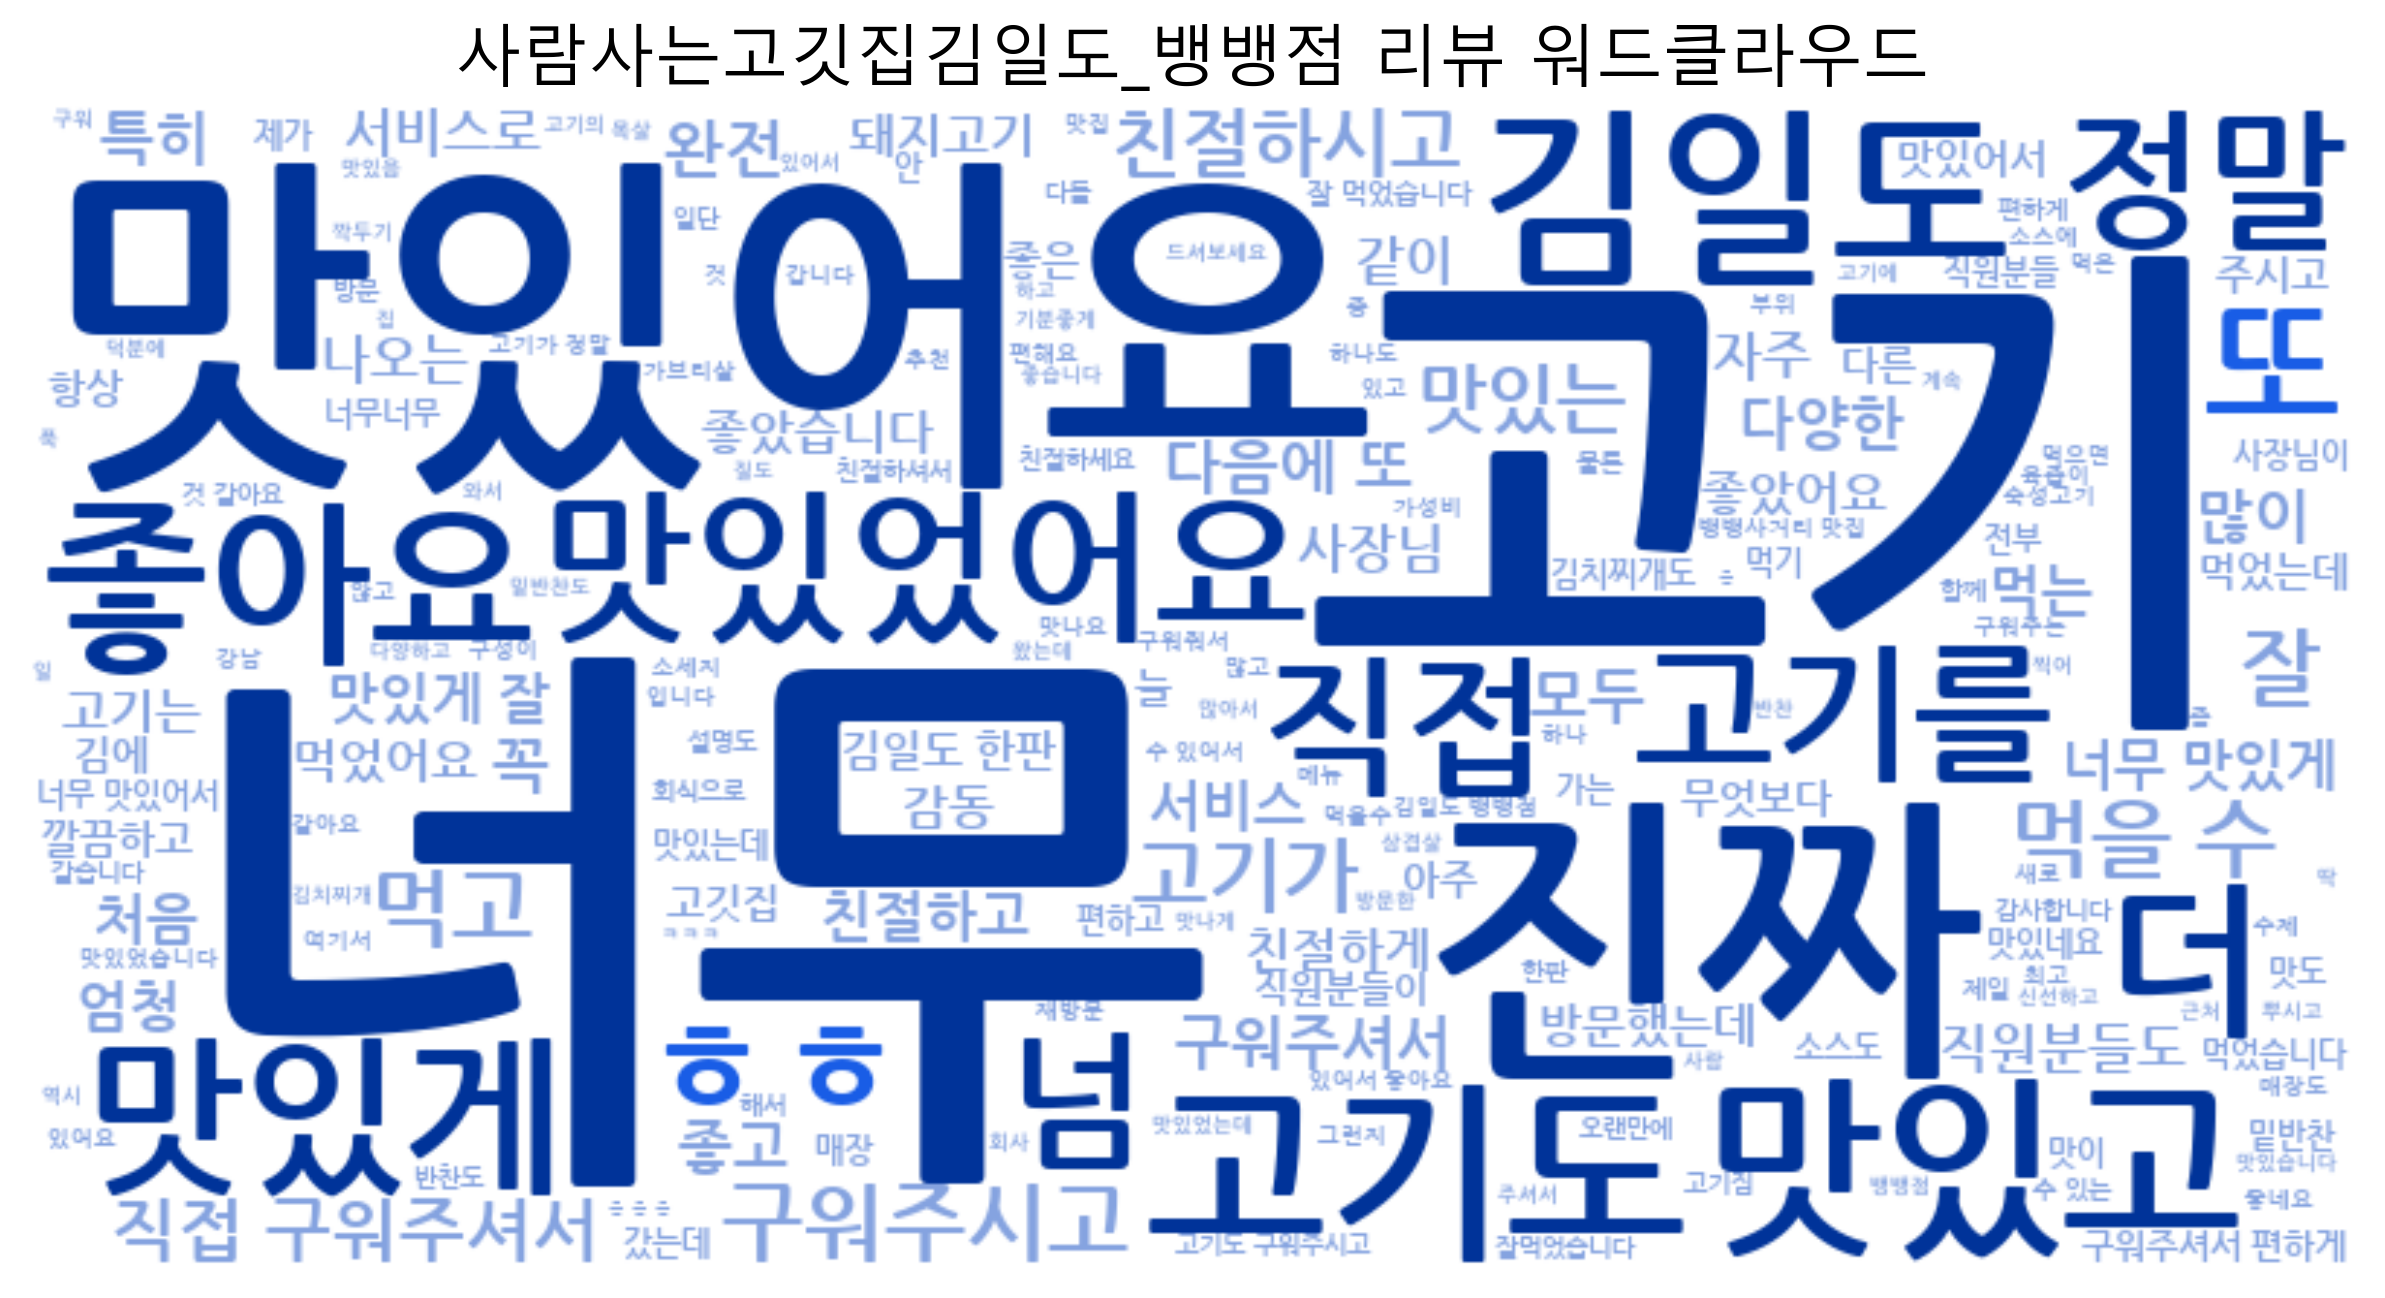 사람사는고깃집김일도_뱅뱅점 리뷰 워드클라우드
구워
특히
제가
서비스로
고기의
목살
완전
돼지고기
맛집
친절하시고
김일도
정말
맛있음
있어서
안
맛있어서
맛있어요
다들
잘 먹었습니다
깍두기
일단
편하게
소스에
좋은
드셔보세요
같이
직원분들
먹은
주시고
방문
것
갑니다
하고
고기에
고기
집
기분좋게
중
부위
또
덕분에
나오는
고기가 정말
가브리살
추천
편해요
좋습니다
하나도
자주
다른
계속
항상
있고
맛있는
너무너무
좋았습니다
다양한
푹
질도
친절하셔서
친절하세요
다음에 또
물론
먹으면
육즙이
사장님이
것 같아요
와서
좋았어요
숙성고기
많이
좋아요
맛있었어요
가성비
사장님
뱅뱅사거리 맛집
전부
많고
밑반찬도
김치찌개도
먹기
함께
먹는
먹었는데
강남
다양하고
구성이
맛나요
왔는데
구워줘서
구워주는
일
소세지
많고
직접
모두
고기를
찍어
잘
고기는
맛있게 잘
입니다
늘
않아서
반찬
김에
먹었어요
꼭
너무
설명도
김일도 한판
수 있어서
하나
메뉴
너무 맛있게
너무 맛있어서
회식으로
감동
서비스
먹을수
김일도 뱅뱅점
가는
무엇보다
깔끔하고
같아요
맛있는데
삼겹살
진짜
먹을 수
갔습니다
김치찌개
먹고
고깃집
친절하고
고기가
아주
방문한
새로
딱
처음
여기서
ㅋㅋㅋ
편하고
맛나게
감사합니다
더
수제
맛있었습니다
친절하게
맛있네요
엄청
직원분들이
한판
제일
최고
신선하고
맛도
재방문
근처
뿌시고
맛있게
ㅎㅎ
넘
구워주셔서
방문했는데
소스도
직원분들도
먹었습니다
역시
해서
있어서 좋아요
사람
매장도
있어요
좋고
매장
회사
맛있었는데
고기도
그런지
오랜만에
맛있고
맛이
밑반찬
맛있습니다
반찬도
주셔서
고기집
뱅뱅점
수 있는
좋네요
직접 구워주셔서
갔는데
구워주시고
고기도 구워주시고
잘먹었습니다
구워주셔서 편하게